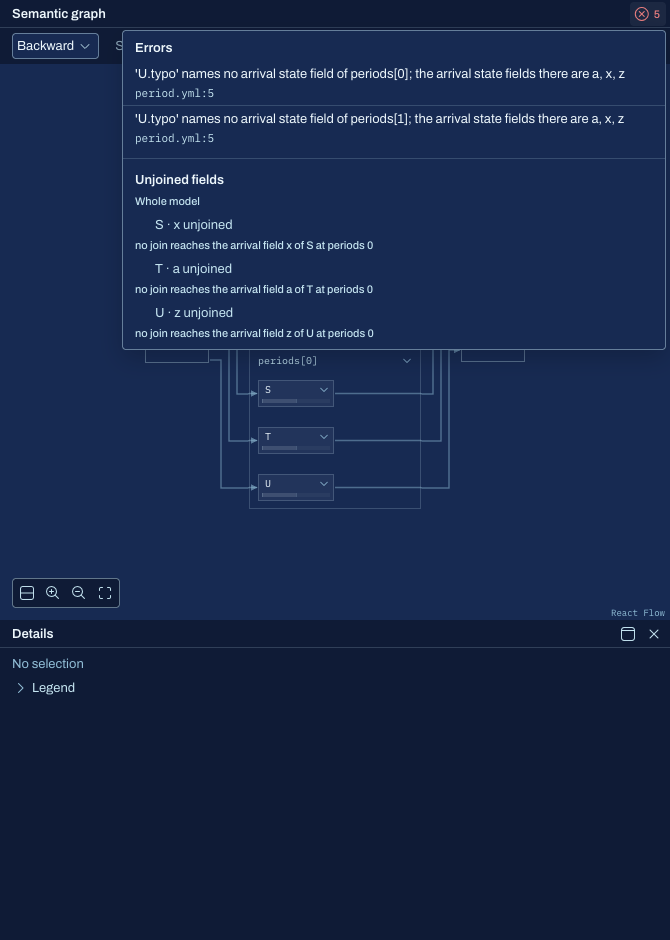 Semantic graph
5
Backward
S
Errors
'U.typo' names no arrival state field of periods[0]; the arrival state fields there are a, x, z
period.yml:5
'U.typo' names no arrival state field of periods[1]; the arrival state fields there are a, x, z
period.yml:5
Unjoined fields
Whole model
S · x unjoined
no join reaches the arrival field x of S at periods 0
T · a unjoined
no join reaches the arrival field a of T at periods 0
U · z unjoined
no join reaches the arrival field z of U at periods 0
periods[0]
S
T
U
React Flow
Details
No selection
Legend